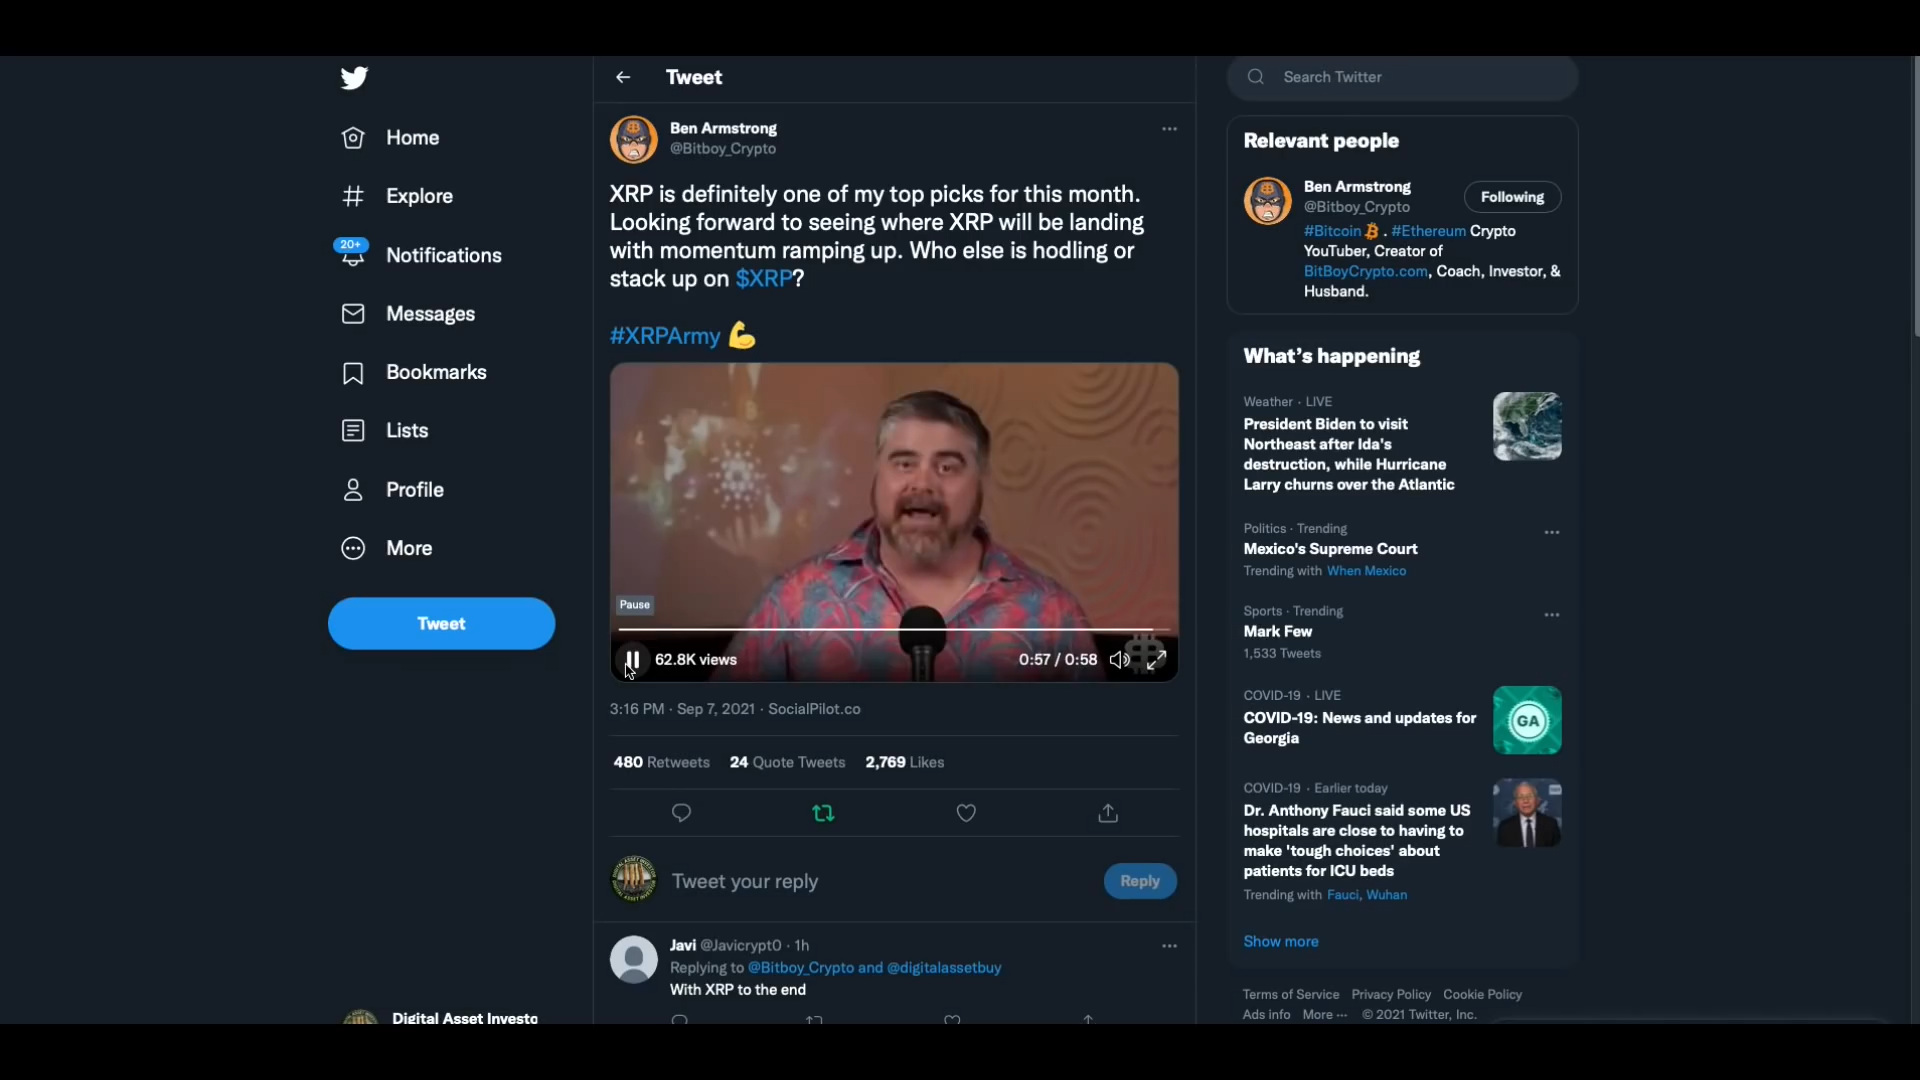 Tweet
Search Twitter
Home
Explore
20+
Notifications
Messages
Bookmarks
Lists
Profile
More
Tweet
Digital Asset Investo
Ben Armstrong
@Bitboy_Crypto
XRP is definitely one of my top picks for this month.
Looking forward to seeing where XRP will be landing
with momentum ramping up. Who else is hodling or
stack up on $XRP?
#XRPArmy 💪
Pause
62.8K views
0:57 / 0:58
3:16 PM · Sep 7, 2021 · SocialPilot.co
480 Retweets 24 Quote Tweets 2,769 Likes
Tweet your reply
Reply
Javi @Javicrypt0 · 1h
Replying to @Bitboy_Crypto and @digitalassetbuy
With XRP to the end
Relevant people
Ben Armstrong
@Bitboy_Crypto
Following
#Bitcoin . #Ethereum Crypto
YouTuber, Creator of
BitBoyCrypto.com, Coach, Investor, &
Husband.
What's happening
Weather · LIVE
President Biden to visit
Northeast after Ida's
destruction, while Hurricane
Larry churns over the Atlantic
Politics · Trending
Mexico's Supreme Court
Trending with When Mexico
Sports · Trending
Mark Few
1,533 Tweets
COVID-19 · LIVE
COVID-19: News and updates for
Georgia
GA
COVID-19 · Earlier today
Dr. Anthony Fauci said some US
hospitals are close to having to
make 'tough choices' about
patients for ICU beds
Trending with Fauci, Wuhan
Show more
Terms of Service Privacy Policy Cookie Policy
Ads info More ··· © 2021 Twitter, Inc.